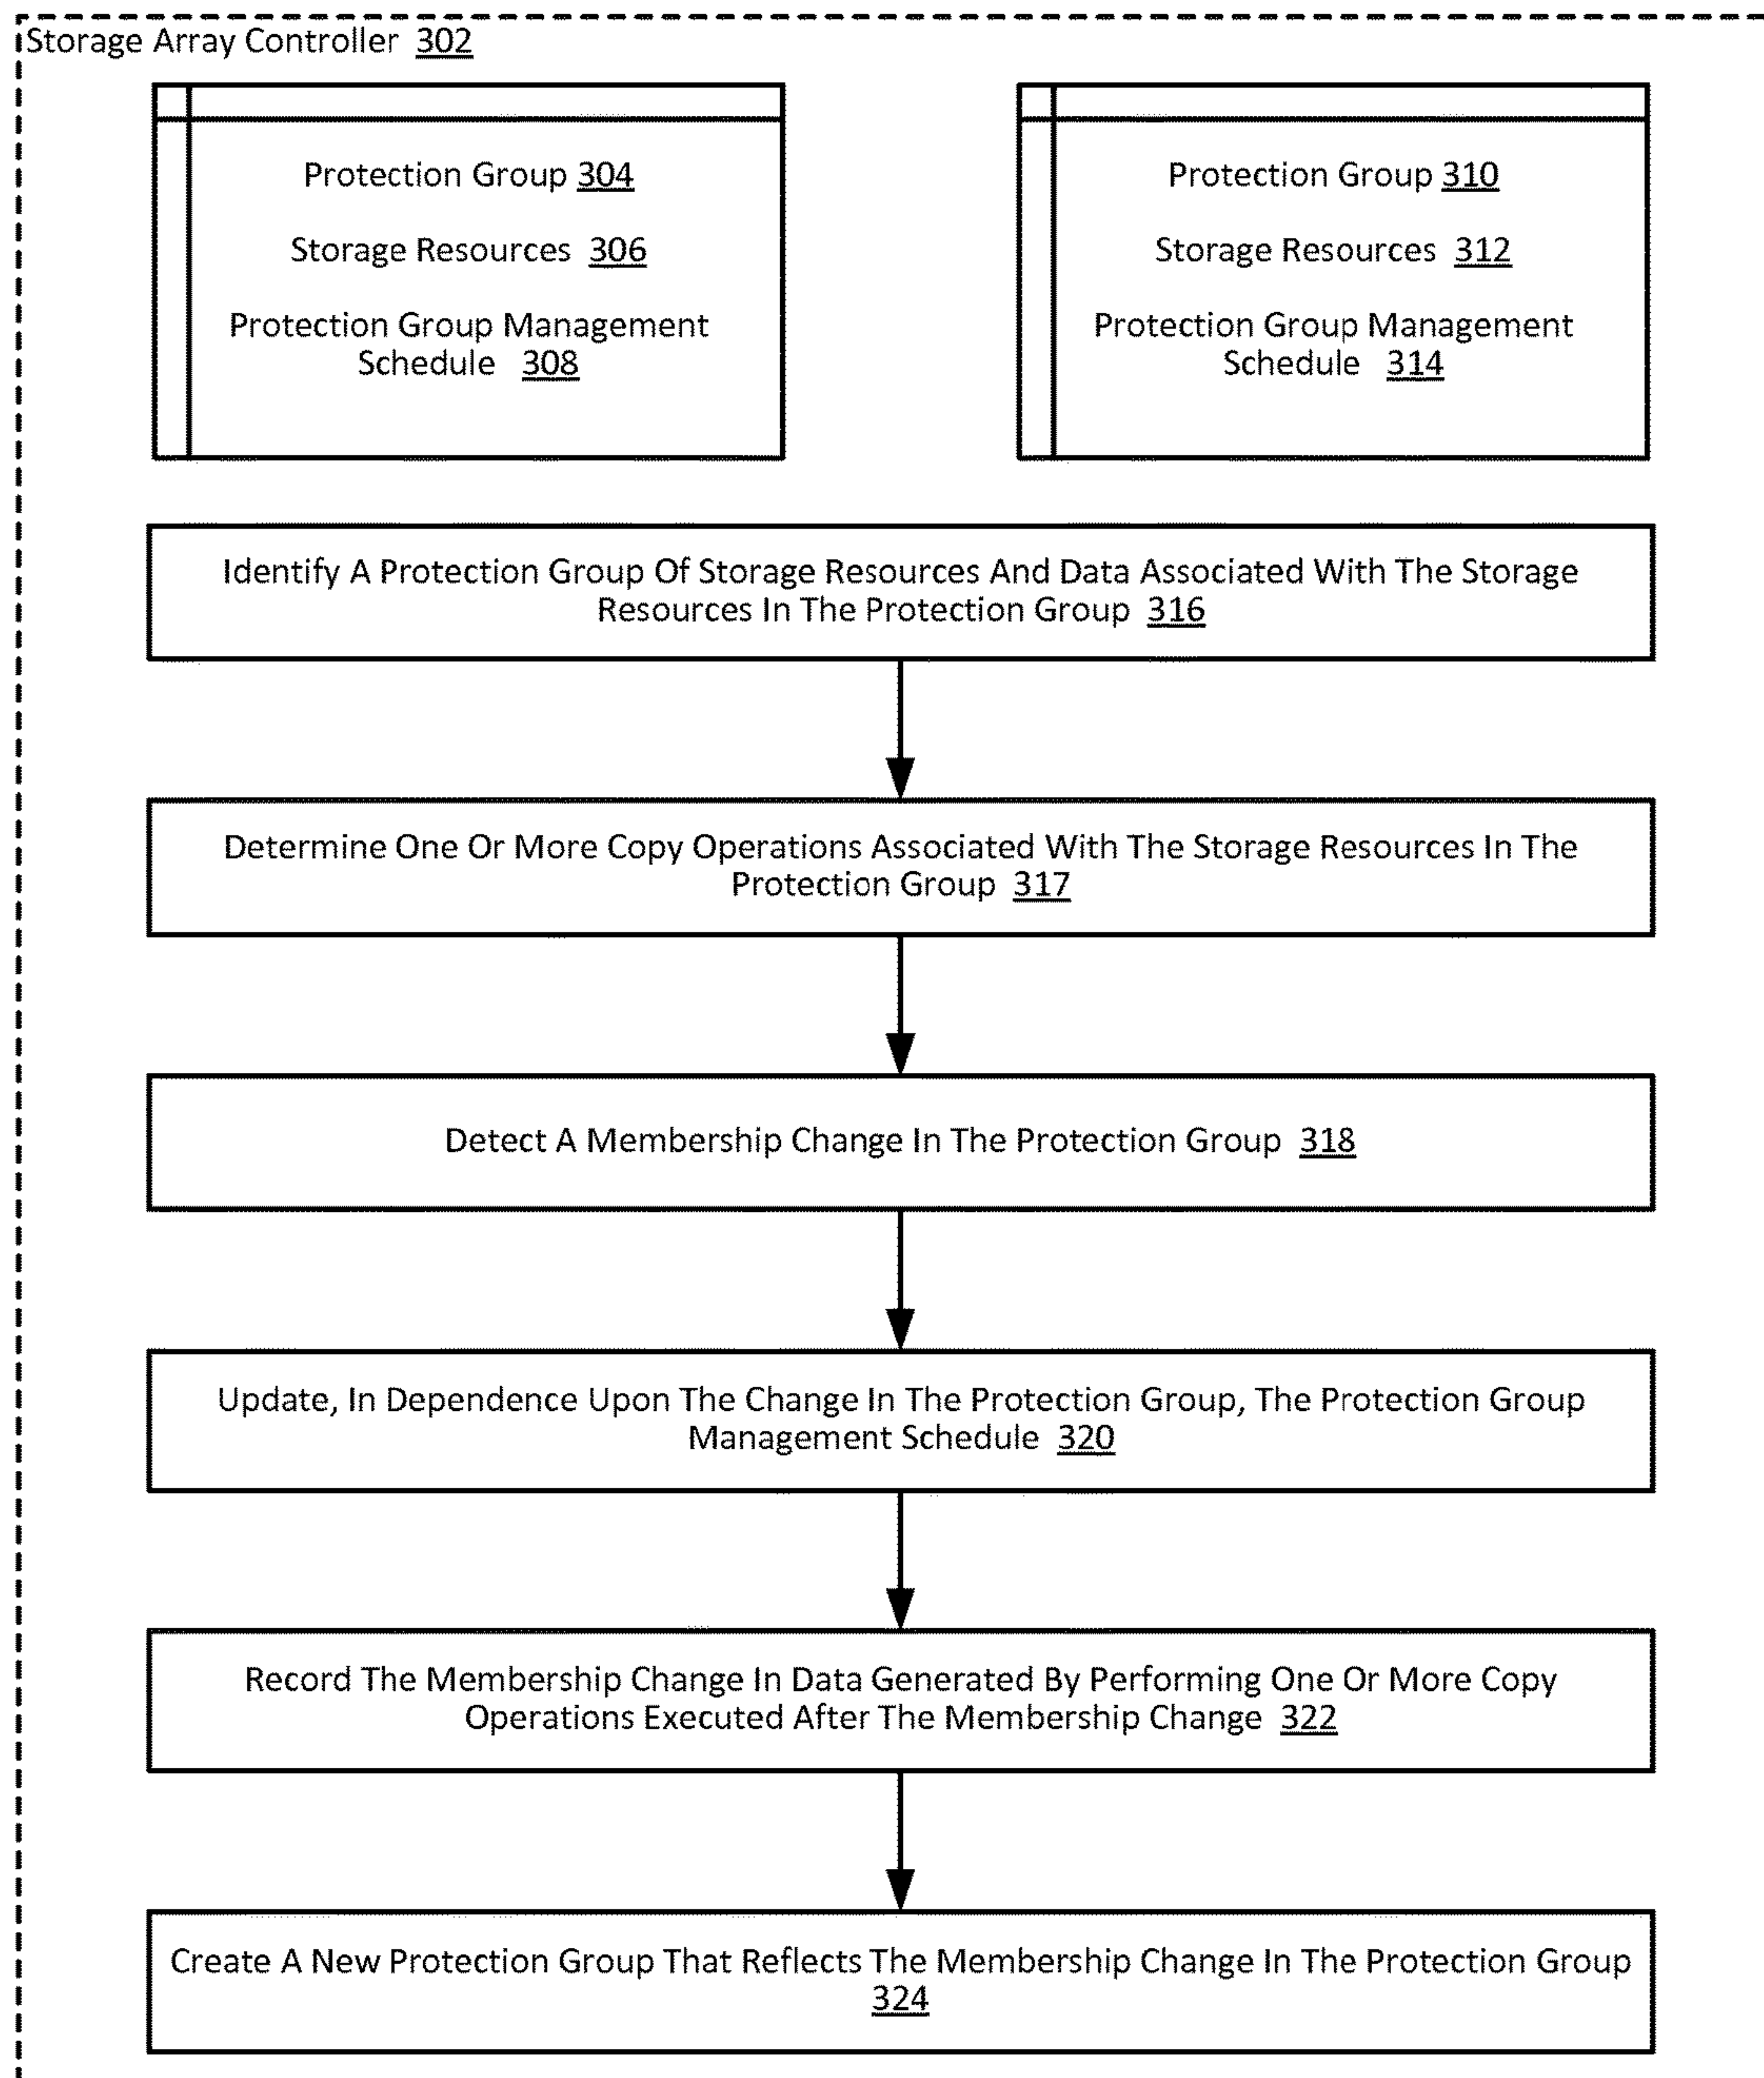 Storage Array Controller 302
Protection Group 304
Storage Resources 306
Protection Group Management
Schedule 308
Protection Group 310
Storage Resources 312
Protection Group Management
Schedule 314
Identify A Protection Group Of Storage Resources And Data Associated With The Storage
Resources In The Protection Group 316
Determine One Or More Copy Operations Associated With The Storage Resources In The
Protection Group 317
Detect A Membership Change In The Protection Group 318
Update, In Dependence Upon The Change In The Protection Group, The Protection Group
Management Schedule 320
Record The Membership Change In Data Generated By Performing One Or More Copy
Operations Executed After The Membership Change 322
Create A New Protection Group That Reflects The Membership Change In The Protection Group
324